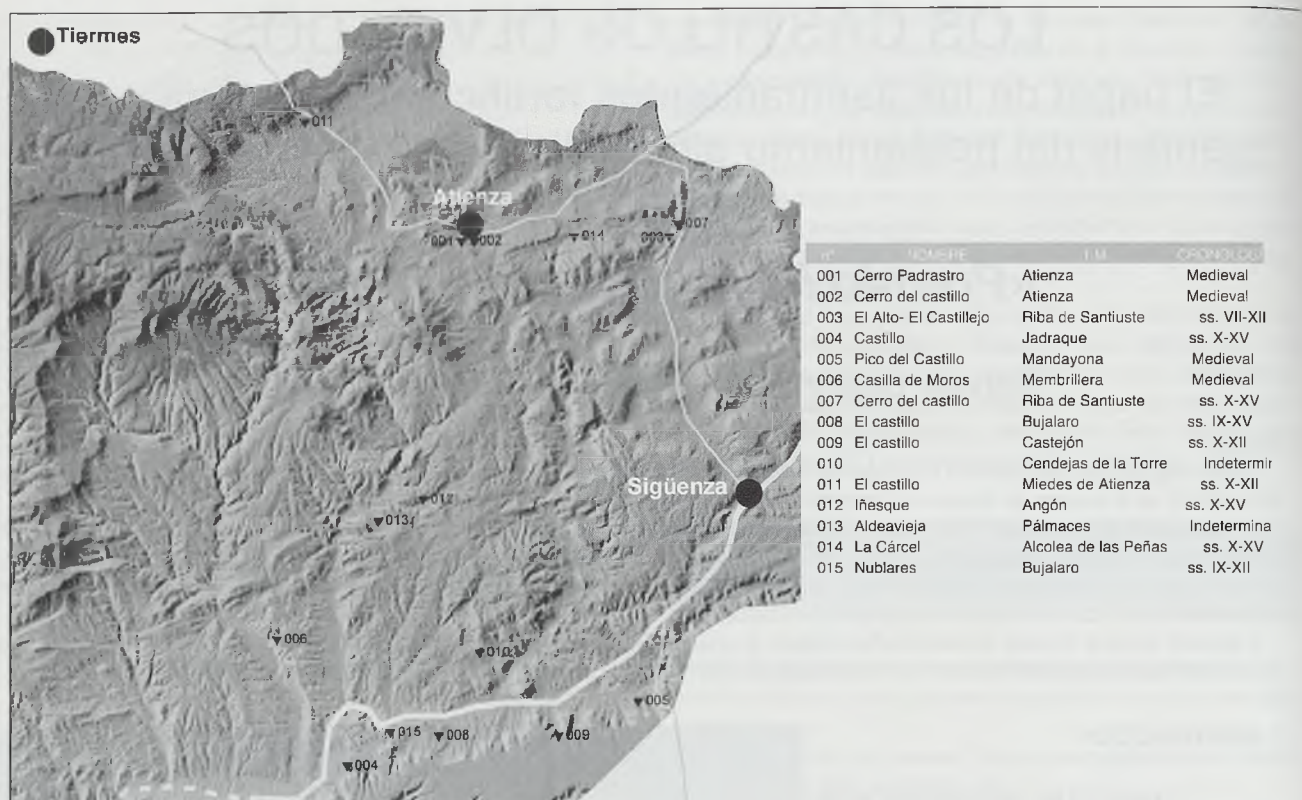 Tiermes
011
Atienza
001 002 014 003 007
Sigüenza
012
013
006
010
005
015 008 009
004
nº NOMBRE T.M. CRONOLOGÍ
001 Cerro Padrastro Atienza Medieval
002 Cerro del castillo Atienza Medieval
003 El Alto- El Castillejo Riba de Santiuste ss. VII-XII
004 Castillo Jadraque ss. X-XV
005 Pico del Castillo Mandayona Medieval
006 Casilla de Moros Membrillera Medieval
007 Cerro del castillo Riba de Santiuste ss. X-XV
008 El castillo Bujalaro ss. IX-XV
009 El castillo Castejón ss. X-XII
010 Cendejas de la Torre Indetermin
011 El castillo Miedes de Atienza ss. X-XII
012 Iñesque Angón ss. X-XV
013 Aldeavieja Pálmaces Indetermina
014 La Cárcel Alcolea de las Peñas ss. X-XV
015 Nublares Bujalaro ss. IX-XII